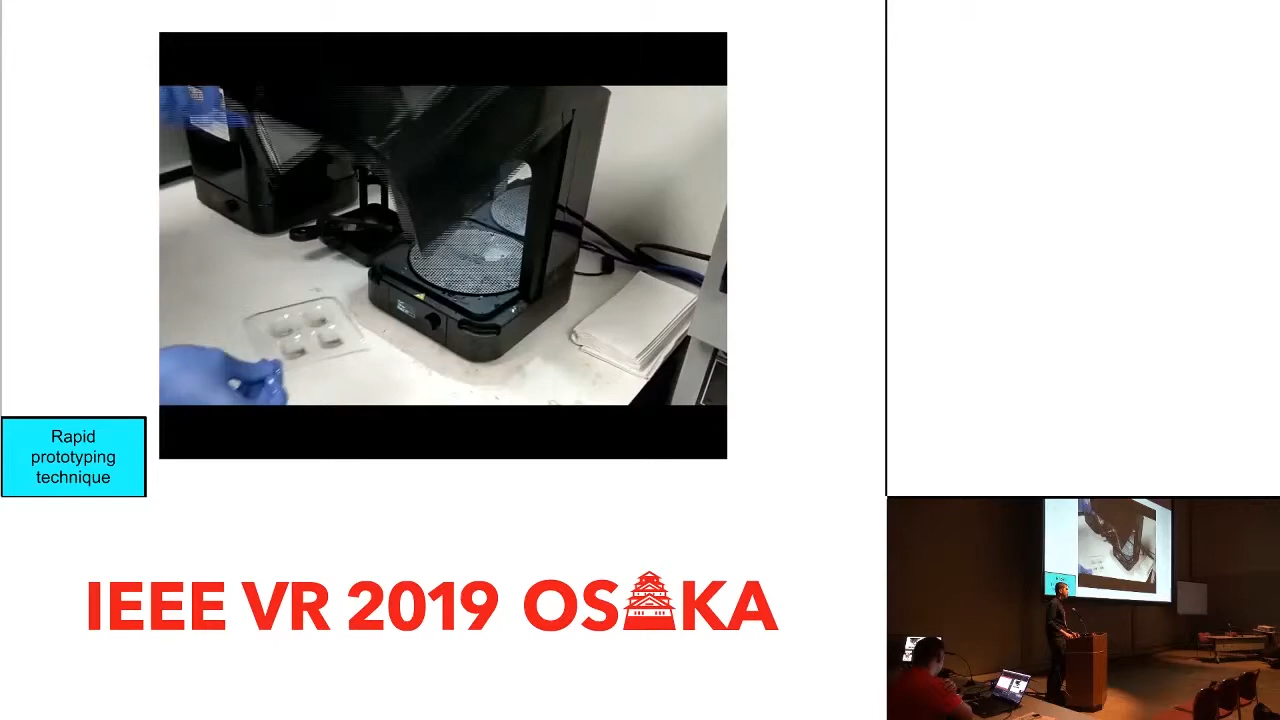 Rapid
prototyping
technique
IEEE VR 2019 OSAKA